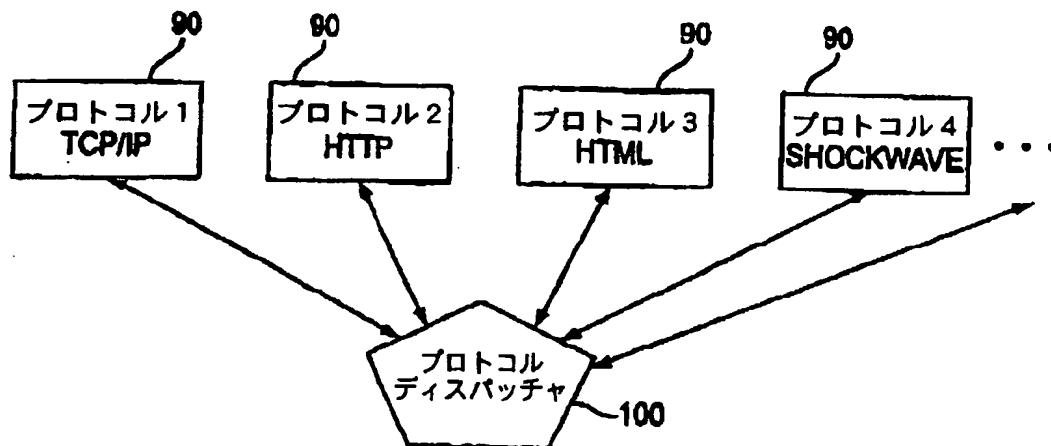 90
90
90
90
プロトコル 1
TCP/IP
プロトコル 2
HTTP
プロトコル 3
HTML
プロトコル 4
SHOCKWAVE
• • •
プロトコル
ディスパッチャ
100